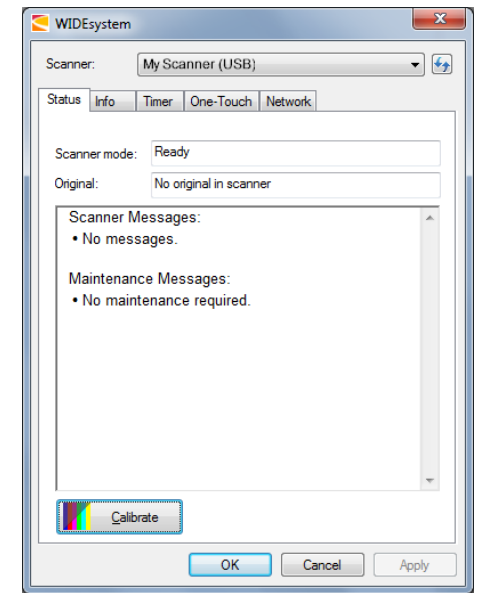 WIDEsystem
Scanner: My Scanner (USB)
Status Info Timer One-Touch Network
Scanner mode: Ready
Original: No original in scanner
Scanner Messages:
• No messages.
Maintenance Messages:
• No maintenance required.
Calibrate
OK Cancel Apply